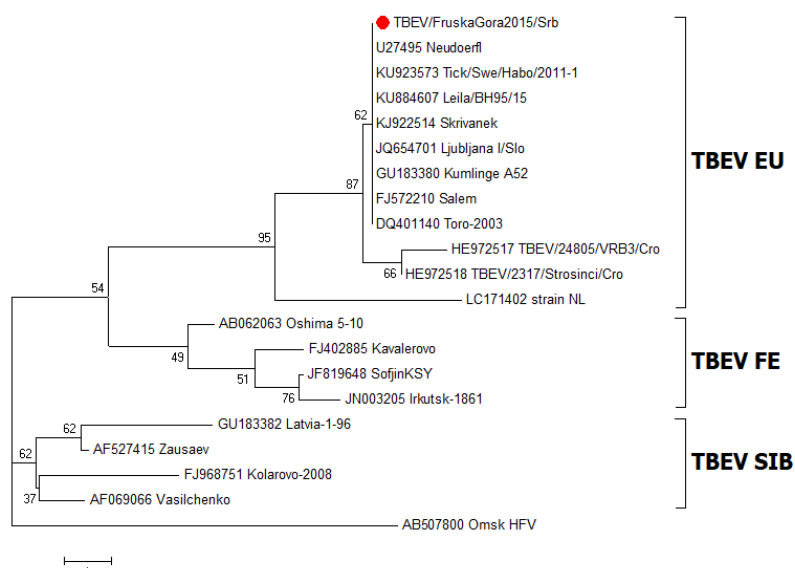 TBEV/FruskaGora2015/Srb
U27495 Neudoerfl
KU923573 Tick/Swe/Habo/2011-1
KU884607 Leila/BH95/15
62
KJ922514 Skrivanek
JQ654701 Ljubljana I/Slo
TBEV EU
GU183380 Kumlinge A52
87
FJ572210 Salem
DQ401140 Toro-2003
95
HE972517 TBEV/24805/VRB3/Cro
66
HE972518 TBEV/2317/Strosinci/Cro
54
LC171402 strain NL
AB062063 Oshima 5-10
49
FJ402885 Kavalerovo
TBEV FE
51
JF819648 SofjinKSY
76
JN003205 Irkutsk-1861
62
GU183382 Latvia-1-96
62
AF527415 Zausaev
TBEV SIB
FJ968751 Kolarovo-2008
37
AF069066 Vasilchenko
AB507800 Omsk HFV